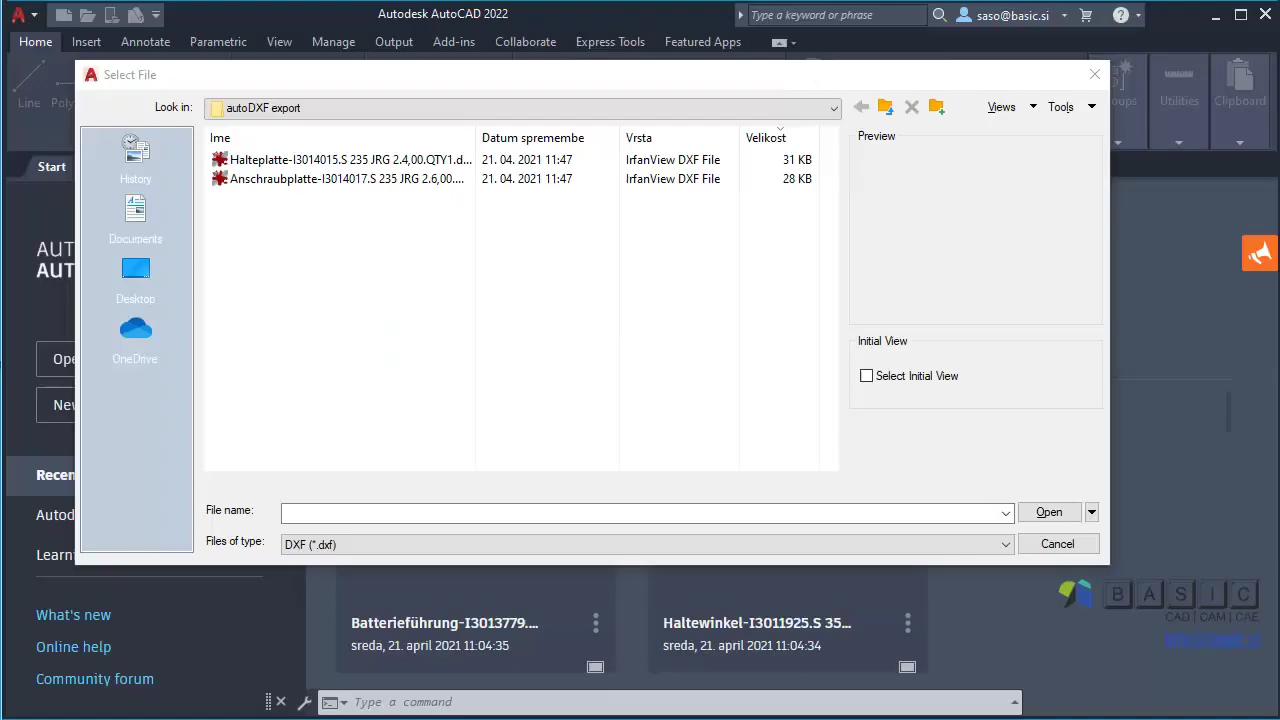 Autodesk AutoCAD 2022
Type a keyword or phrase
saso@basic.si
Home Insert Annotate Parametric View Manage Output Add-ins Collaborate Express Tools Featured Apps
Line
Utilities
Clipboard
Start
Select File
Look in:
autoDXF export
Views
Tools
Ime Datum spremembe Vrsta Velikost
Halteplatte-I3014015.S 235 JRG 2.4,00.QTY1.d... 21. 04. 2021 11:47 IrfanView DXF File 31 KB
Anschraubplatte-I3014017.S 235 JRG 2.6,00.... 21. 04. 2021 11:47 IrfanView DXF File 28 KB
History
Documents
Desktop
OneDrive
Preview
Initial View
Select Initial View
File name:
Open
Files of type:
DXF (*.dxf)
Cancel
What's new
Online help
Community forum
Batterieführung-I3013779....
sreda, 21. april 2021 11:04:35
Haltewinkel-I3011925.S 35...
sreda, 21. april 2021 11:04:34
BASIC
CAD | CAM | CAE
Type a command